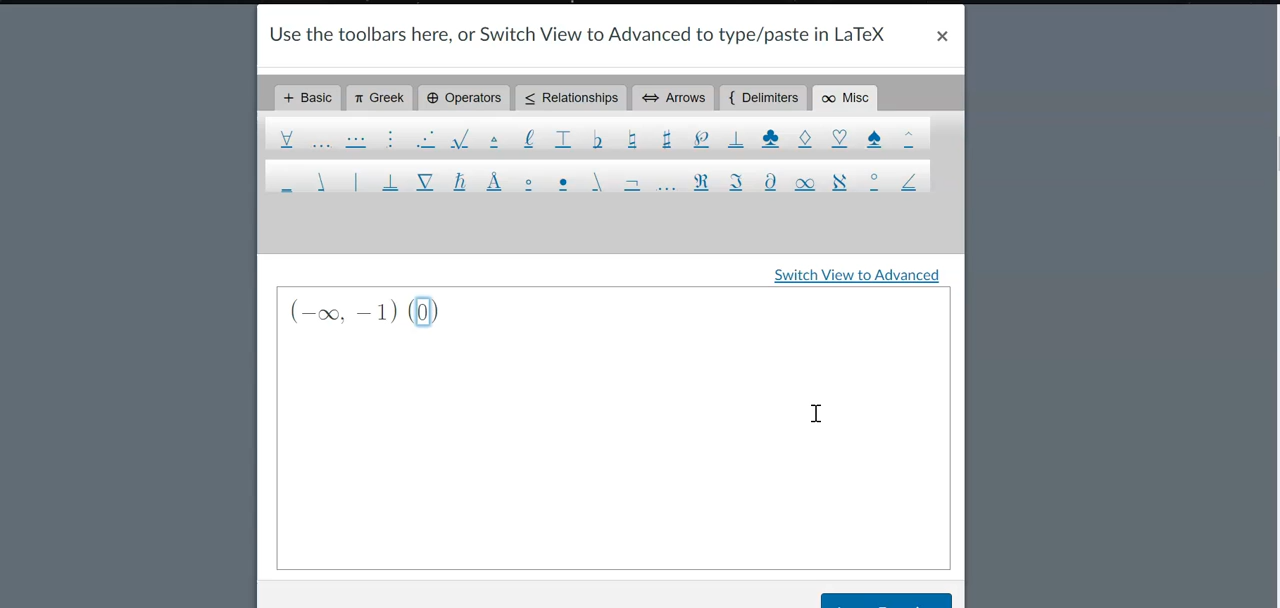 Use the toolbars here, or Switch View to Advanced to type/paste in LaTeX ×
+ Basic π Greek ⊕ Operators ≤ Relationships ⇔ Arrows { Delimiters ∞ Misc
∀ … ⋯ ⋮ ⋰ √ ▵ ℓ ⊤ ♭ ♮ ♯ ℘ ⊥ ♣ ♢ ♡ ♠ ^
_ \ | ⊥ ∇ ℏ Å ∘ • \ ¬ … ℜ ℑ ∂ ∞ ℵ ° ∠
Switch View to Advanced
(−∞, −1) (0)